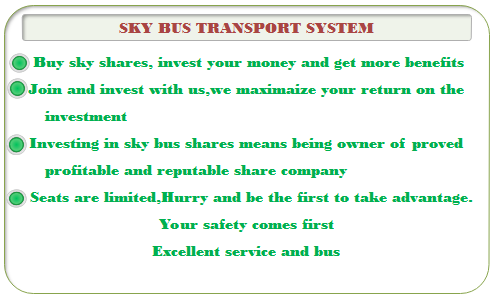 SKY BUS TRANSPORT SYSTEM
Buy sky shares, invest your money and get more benefits
Join and invest with us,we maximaize your return on the
investment
Investing in sky bus shares means being owner of proved
profitable and reputable share company
Seats are limited,Hurry and be the first to take advantage.
Your safety comes first
Excellent service and bus